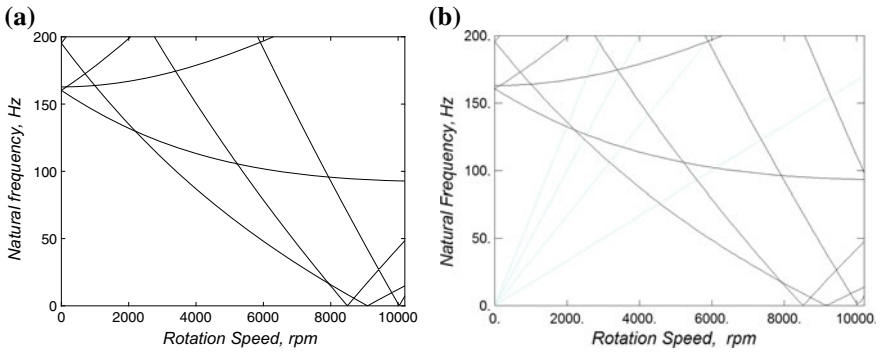 (a)
200
150
100
50
0
Natural frequency, Hz
0 2000 4000 6000 8000 10000
Rotation Speed, rpm
(b)
200.
150.
100.
50.
0.
Natural Frequency, Hz
0. 2000. 4000. 6000. 8000. 10000.
Rotation Speed, rpm